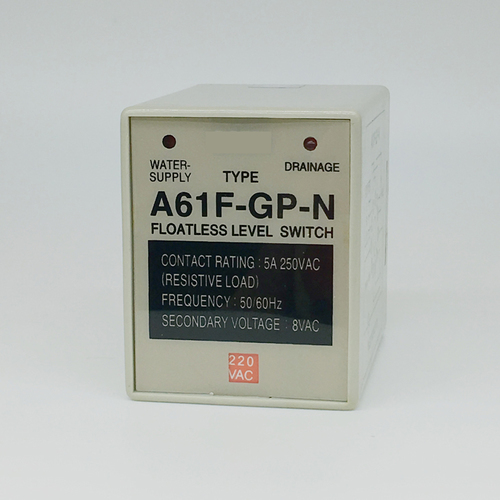 WATER-
SUPPLY
TYPE
DRAINAGE
A61F-GP-N
FLOATLESS LEVEL SWITCH
CONTACT RATING : 5A 250VAC
(RESISTIVE LOAD)
FREQUENCY : 50/60Hz
SECONDARY VOLTAGE : 8VAC
220
VAC